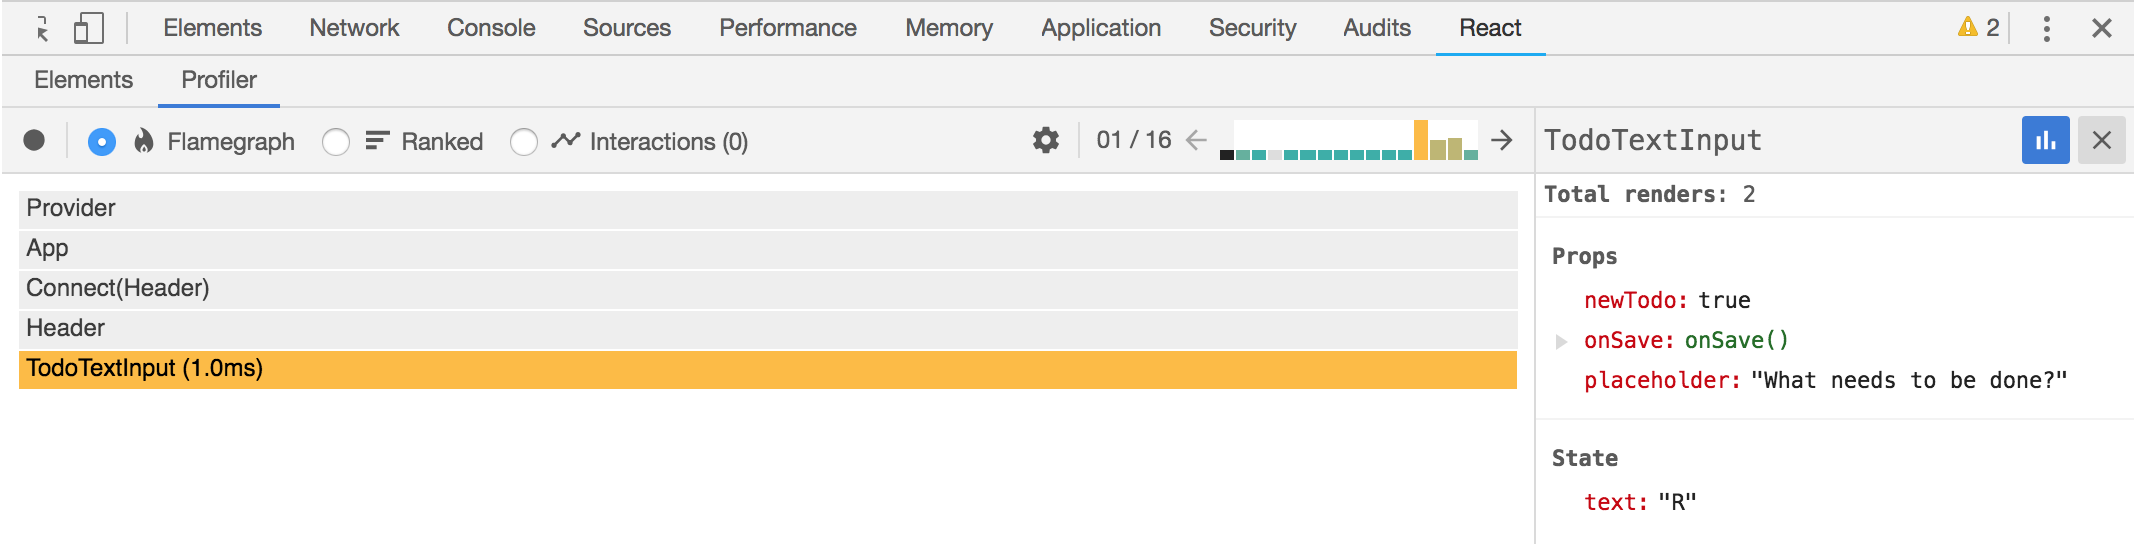 Elements Network Console Sources Performance Memory Application Security Audits React 2
Elements Profiler
Flamegraph Ranked Interactions (0) 01 / 16 TodoTextInput
Total renders: 2
Provider
App
Connect(Header)
Header
TodoTextInput (1.0ms)
Props
newTodo: true
onSave: onSave()
placeholder: "What needs to be done?"
State
text: "R"